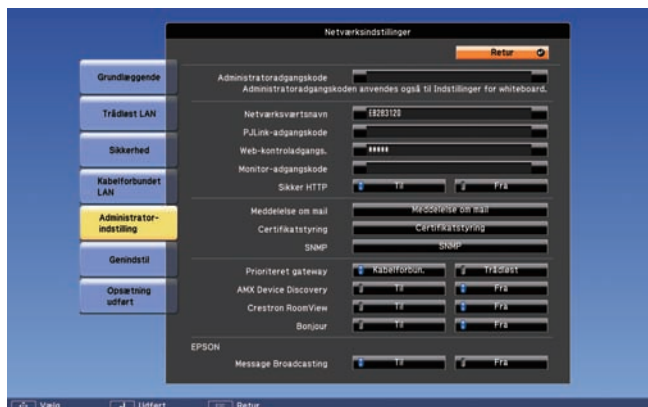 Netværksindstillinger
Retur
Grundlæggende
Trådløst LAN
Sikkerhed
Kabelforbundet
LAN
Administrator-
indstilling
Genindstil
Opsætning
udført
Administratoradgangskode
Administratoradgangskoden anvendes også til Indstillinger for whiteboard.
Netværksværtsnavn EB283120
PJLink-adgangskode
Web-kontroladgangs. *****
Monitor-adgangskode
Sikker HTTP Til Fra
Meddelelse om mail Meddelelse om mail
Certifikatstyring Certifikatstyring
SNMP SNMP
Prioriteret gateway Kabelforbun. Trådløst
AMX Device Discovery Til Fra
Crestron RoomView Til Fra
Bonjour Til Fra
EPSON
Message Broadcasting Til Fra
Vælg Udført Retur